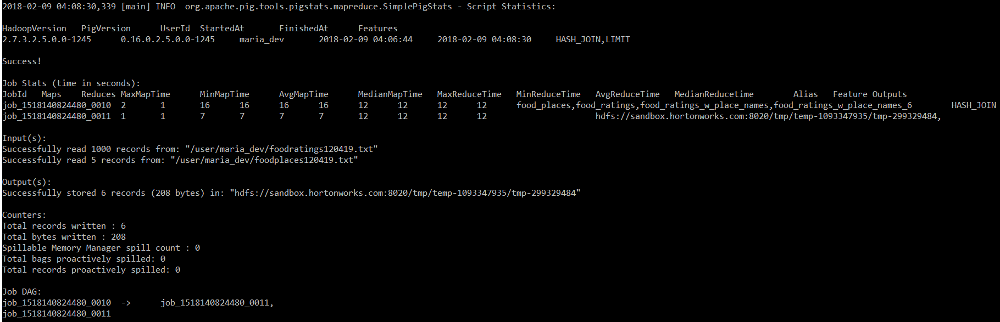 2018-02-09 04:08:30,339 [main] INFO  org.apache.pig.tools.pigstats.mapreduce.SimplePigStats - Script Statistics:
HadoopVersion   PigVersion      UserId  StartedAt       FinishedAt      Features
2.7.3.2.5.0.0-1245      0.16.0.2.5.0.0-1245     maria_dev       2018-02-09 04:06:44     2018-02-09 04:08:30     HASH_JOIN,LIMIT
Success!
Job Stats (time in seconds):
JobId   Maps    Reduces MaxMapTime      MinMapTime      AvgMapTime      MedianMapTime   MaxReduceTime   MinReduceTime   AvgReduceTime   MedianReducetime        Alias   Feature Outputs
job_1518140824480_0010  2       1       16      16      16      16      12      12      12      12      food_places,food_ratings,food_ratings_w_place_names,food_ratings_w_place_names_6        HASH_JOIN
job_1518140824480_0011  1       1       7       7       7       7       12      12      12      12                      hdfs://sandbox.hortonworks.com:8020/tmp/temp-1093347935/tmp-299329484,
Input(s):
Successfully read 1000 records from: "/user/maria_dev/foodratings120419.txt"
Successfully read 5 records from: "/user/maria_dev/foodplaces120419.txt"
Output(s):
Successfully stored 6 records (208 bytes) in: "hdfs://sandbox.hortonworks.com:8020/tmp/temp-1093347935/tmp-299329484"
Counters:
Total records written : 6
Total bytes written : 208
Spillable Memory Manager spill count : 0
Total bags proactively spilled: 0
Total records proactively spilled: 0
Job DAG:
job_1518140824480_0010  ->      job_1518140824480_0011,
job_1518140824480_0011